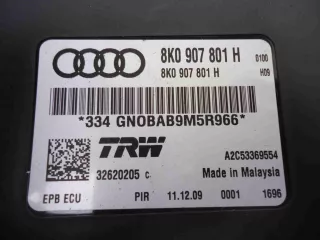 8K0 907 801 H 0100
8K0 907 801 H H09
*334 GN0BAB9M5R966*
TRW A2C53369554
32620205 C Made in Malaysia
EPB ECU PIR 11.12.09 0001 1696